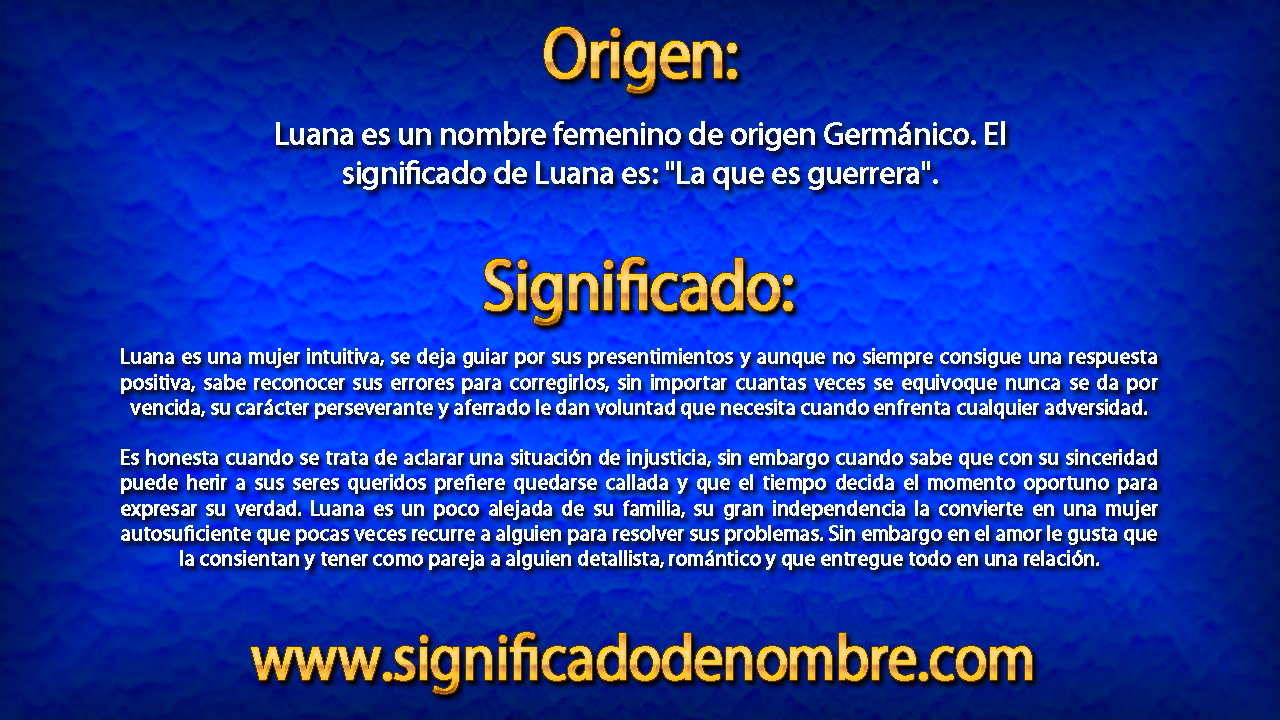 Origen:
Luana es un nombre femenino de origen Germánico. El
significado de Luana es: "La que es guerrera".
Significado:
Luana es una mujer intuitiva, se deja guiar por sus presentimientos y aunque no siempre consigue una respuesta
positiva, sabe reconocer sus errores para corregirlos, sin importar cuantas veces se equivoque nunca se da por
vencida, su carácter perseverante y aferrado le dan voluntad que necesita cuando enfrenta cualquier adversidad.
Es honesta cuando se trata de aclarar una situación de injusticia, sin embargo cuando sabe que con su sinceridad
puede herir a sus seres queridos prefiere quedarse callada y que el tiempo decida el momento oportuno para
expresar su verdad. Luana es un poco alejada de su familia, su gran independencia la convierte en una mujer
autosuficiente que pocas veces recurre a alguien para resolver sus problemas. Sin embargo en el amor le gusta que
la consientan y tener como pareja a alguien detallista, romántico y que entregue todo en una relación.
www.significadodenombre.com